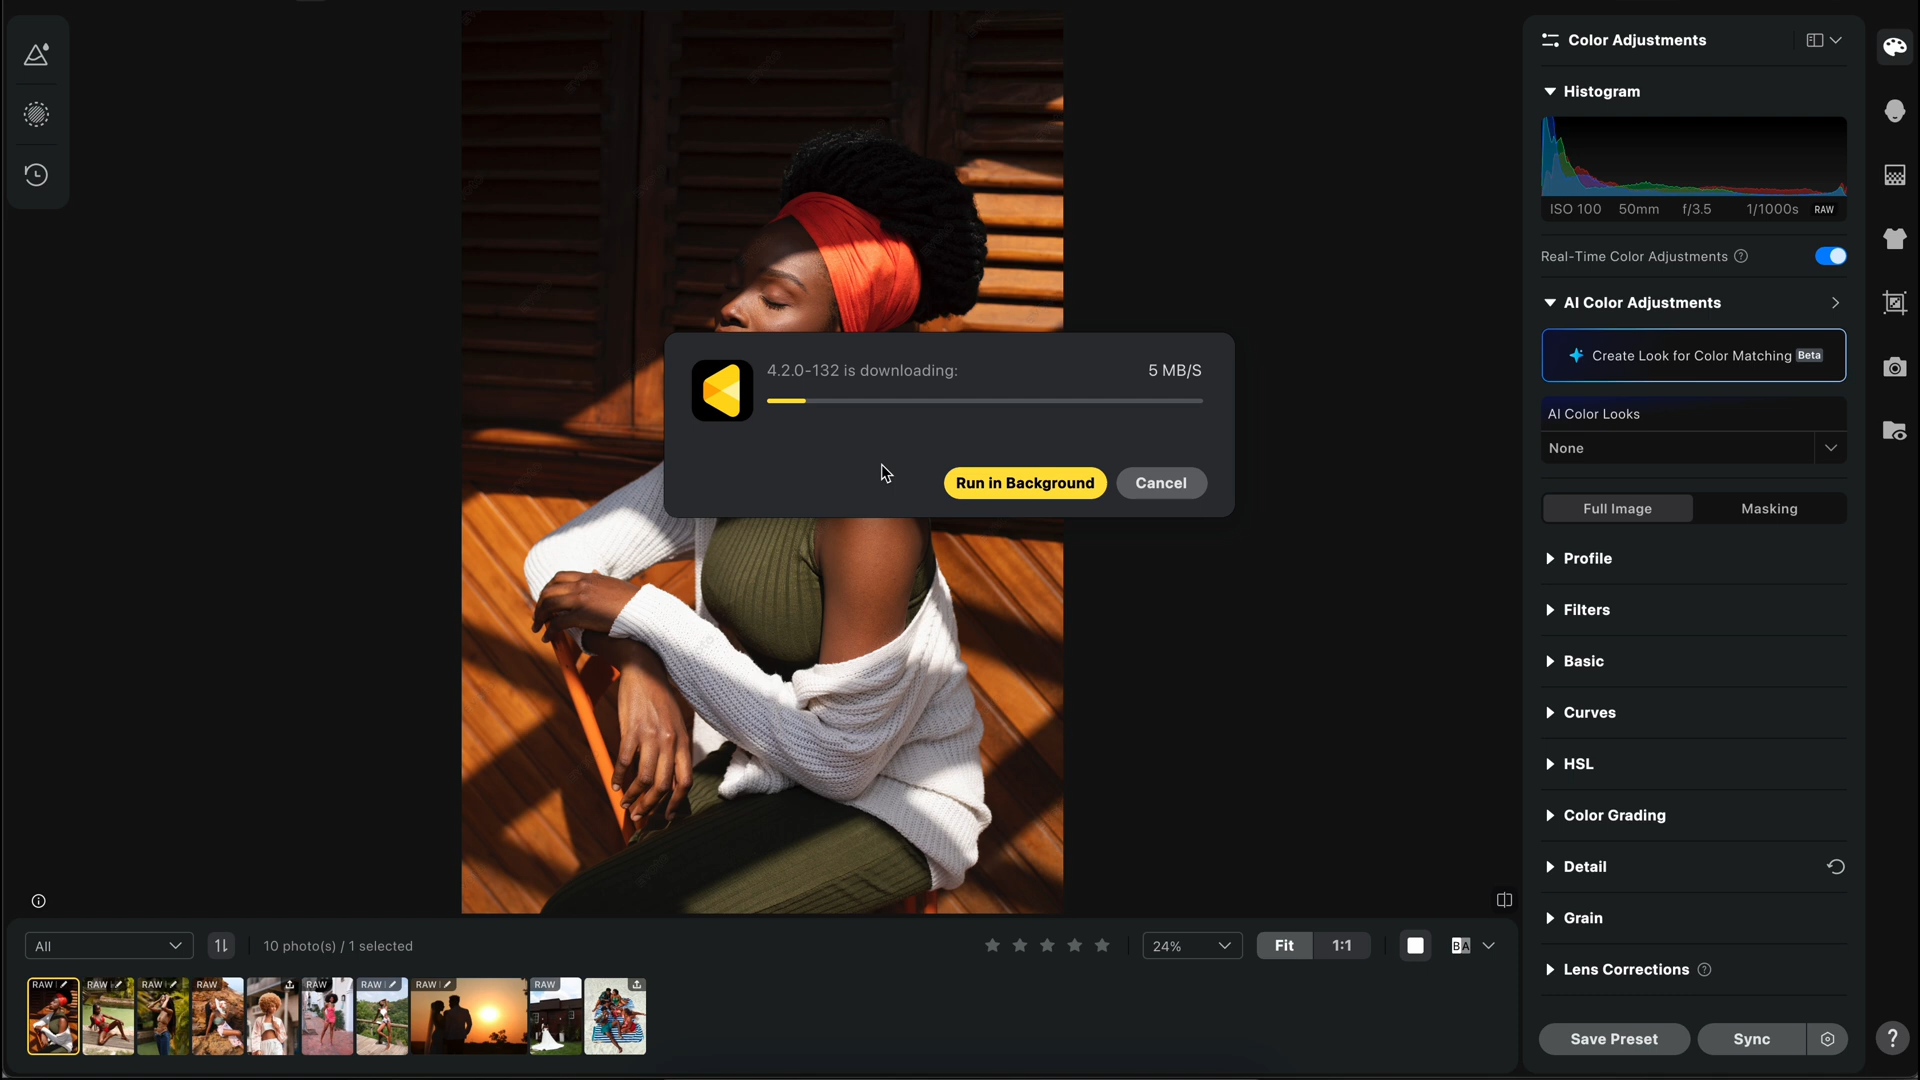 Color Adjustments
Histogram
ISO 100 50mm f/3.5 1/1000s RAW
Real-Time Color Adjustments ?
AI Color Adjustments
Create Look for Color Matching Beta
AI Color Looks
None
Full Image Masking
Profile
Filters
Basic
Curves
HSL
Color Grading
Detail
Grain
Lens Corrections ?
Save Preset Sync ?
4.2.0-132 is downloading: 5 MB/S
Run in Background Cancel
All 10 photo(s) / 1 selected 24% Fit 1:1 BA
RAW RAW RAW RAW RAW RAW RAW RAW